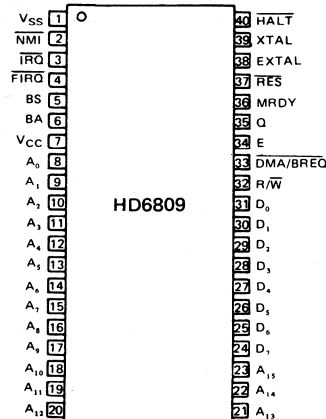 VSS 1
NMI 2
IRQ 3
FIRQ 4
BS 5
BA 6
VCC 7
A0 8
A1 9
A2 10
A3 11
A4 12
A5 13
A6 14
A7 15
A8 16
A9 17
A10 18
A11 19
A12 20
HD6809
40 HALT
39 XTAL
38 EXTAL
37 RES
36 MRDY
35 Q
34 E
33 DMA/BREQ
32 R/W
31 D0
30 D1
29 D2
28 D3
27 D4
26 D5
25 D6
24 D7
23 A15
22 A14
21 A13